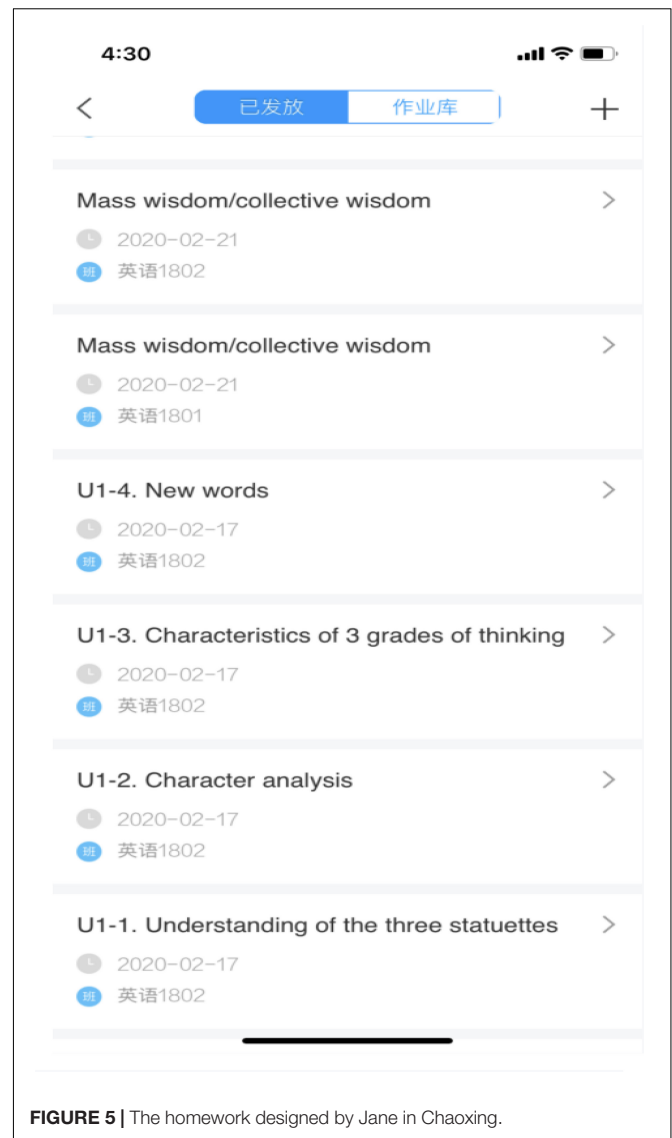 4:30
已发放 作业库
Mass wisdom/collective wisdom
2020-02-21
班 英语1802
Mass wisdom/collective wisdom
2020-02-21
班 英语1801
U1-4. New words
2020-02-17
班 英语1802
U1-3. Characteristics of 3 grades of thinking
2020-02-17
班 英语1802
U1-2. Character analysis
2020-02-17
班 英语1802
U1-1. Understanding of the three statuettes
2020-02-17
班 英语1802
FIGURE 5 | The homework designed by Jane in Chaoxing.